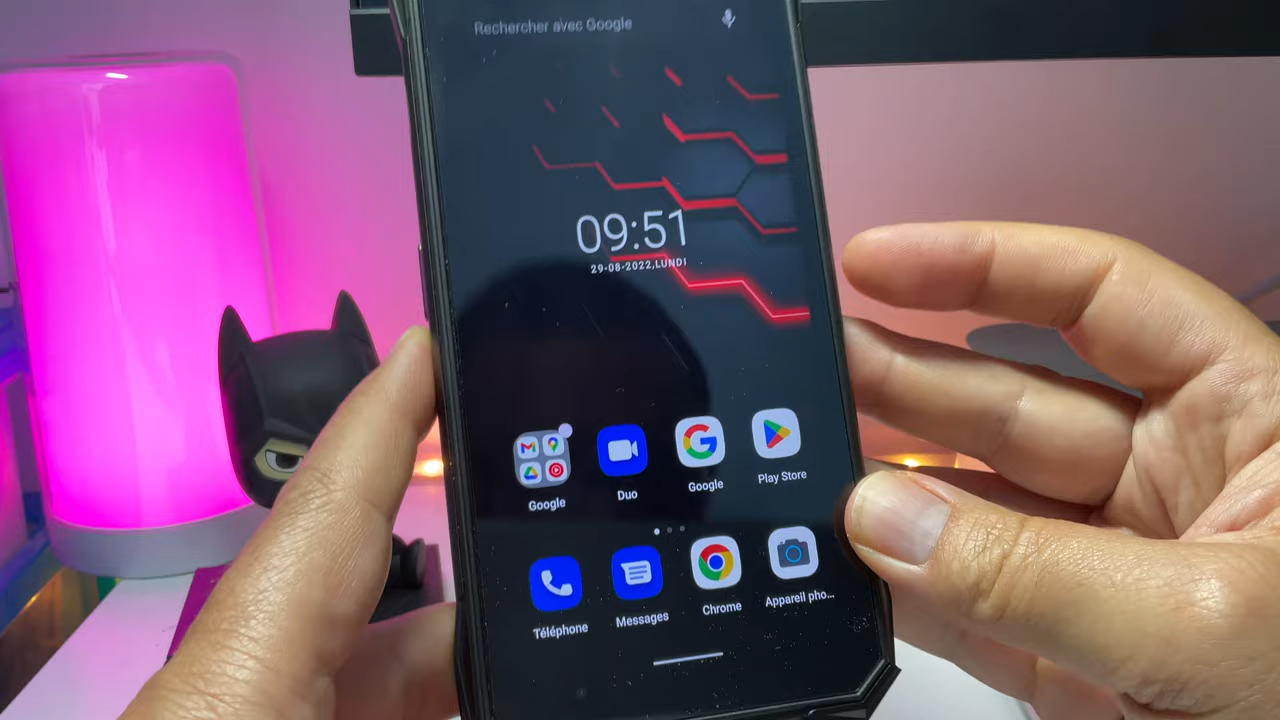 Rechercher avec Google
09:51
29-08-2022,LUNDI
Google
Duo
Google
Play Store
Téléphone
Messages
Chrome
Appareil pho...